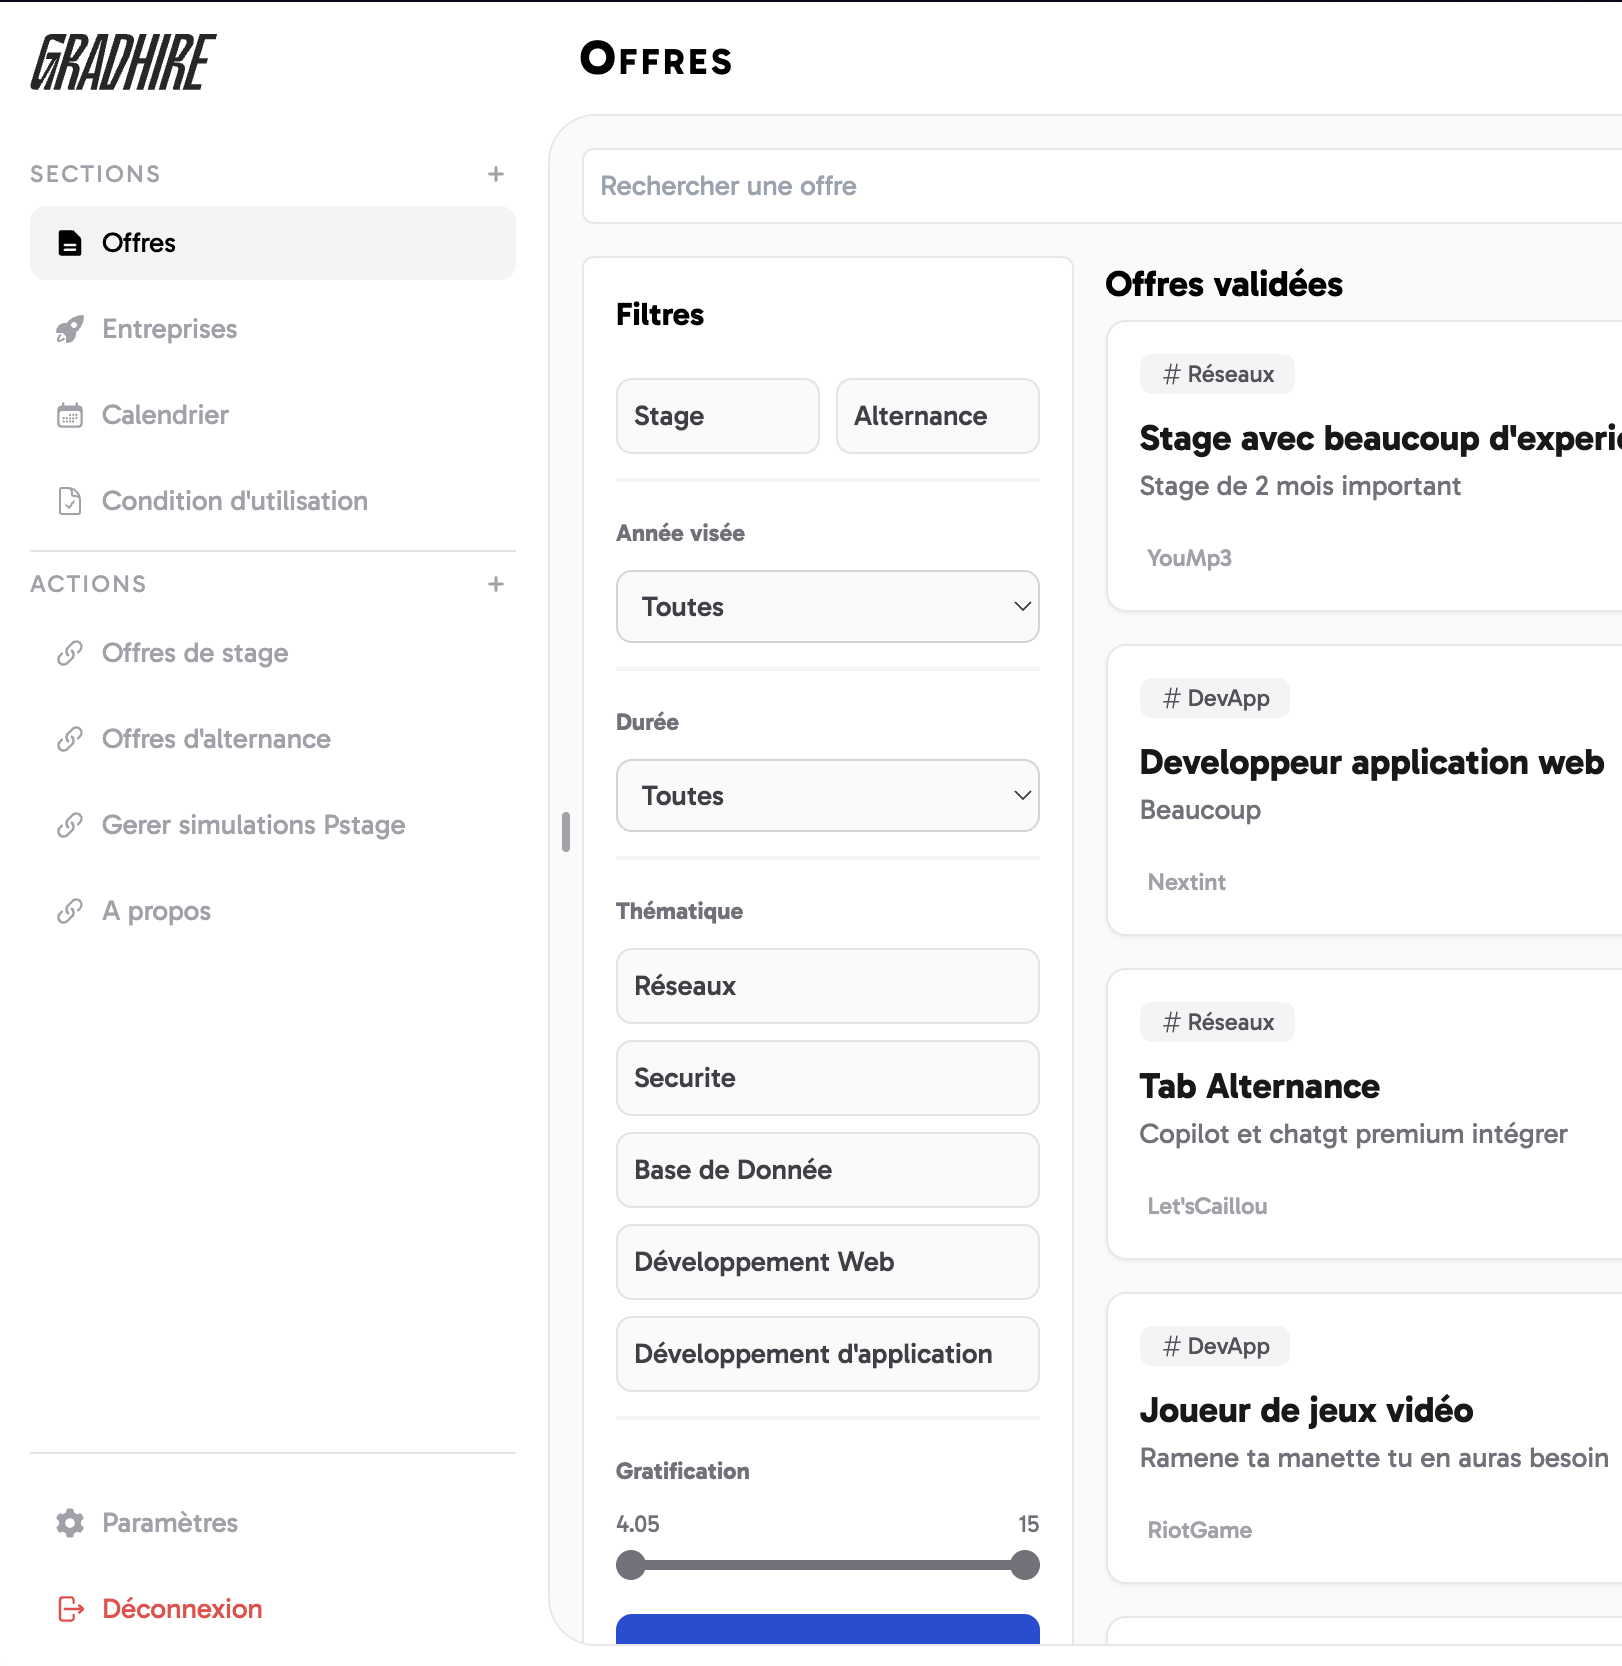 GRADHIRE
SECTIONS +
Offres
Entreprises
Calendrier
Condition d'utilisation
ACTIONS +
Offres de stage
Offres d'alternance
Gerer simulations Pstage
A propos
Paramètres
Déconnexion
OFFRES
Rechercher une offre
Filtres
Stage Alternance
Année visée
Toutes
Durée
Toutes
Thématique
Réseaux
Securite
Base de Donnée
Développement Web
Développement d'application
Gratification
4.05 15
Offres validées
# Réseaux
Stage avec beaucoup d'experi
Stage de 2 mois important
YouMp3
# DevApp
Developpeur application web
Beaucoup
Nextint
# Réseaux
Tab Alternance
Copilot et chatgt premium intégrer
Let'sCaillou
# DevApp
Joueur de jeux vidéo
Ramene ta manette tu en auras besoin
RiotGame